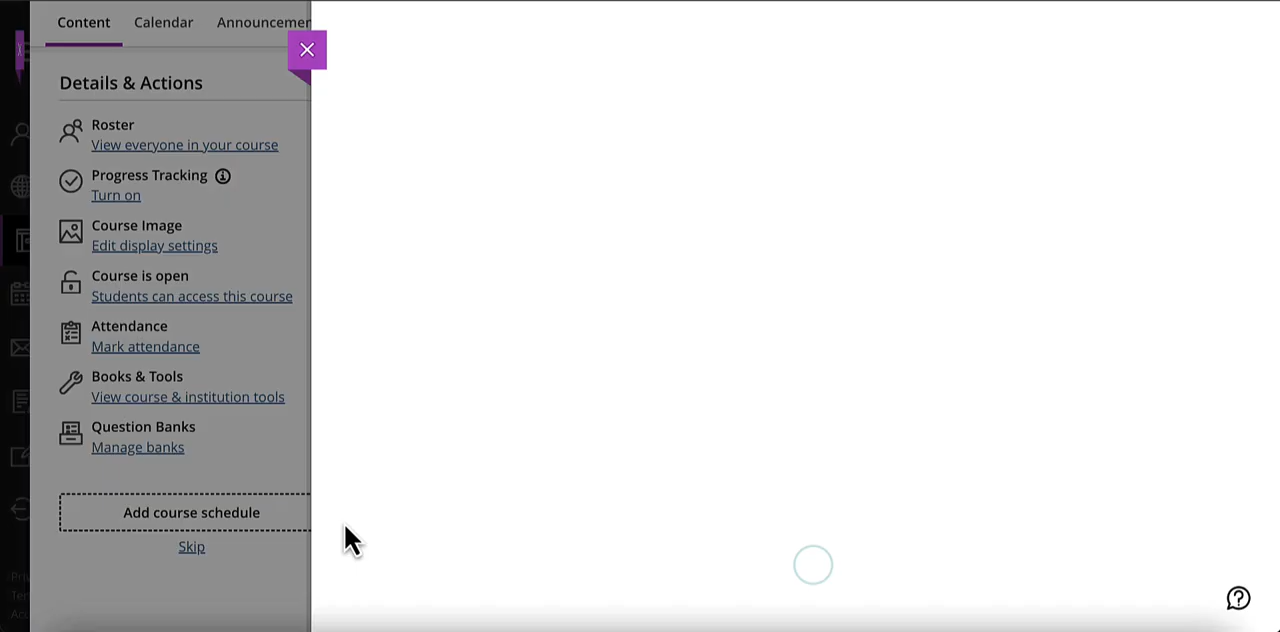 Content Calendar Announcemen
Details & Actions
Roster
View everyone in your course
Progress Tracking
Turn on
Course Image
Edit display settings
Course is open
Students can access this course
Attendance
Mark attendance
Books & Tools
View course & institution tools
Question Banks
Manage banks
Add course schedule
Skip
Pri
Ter